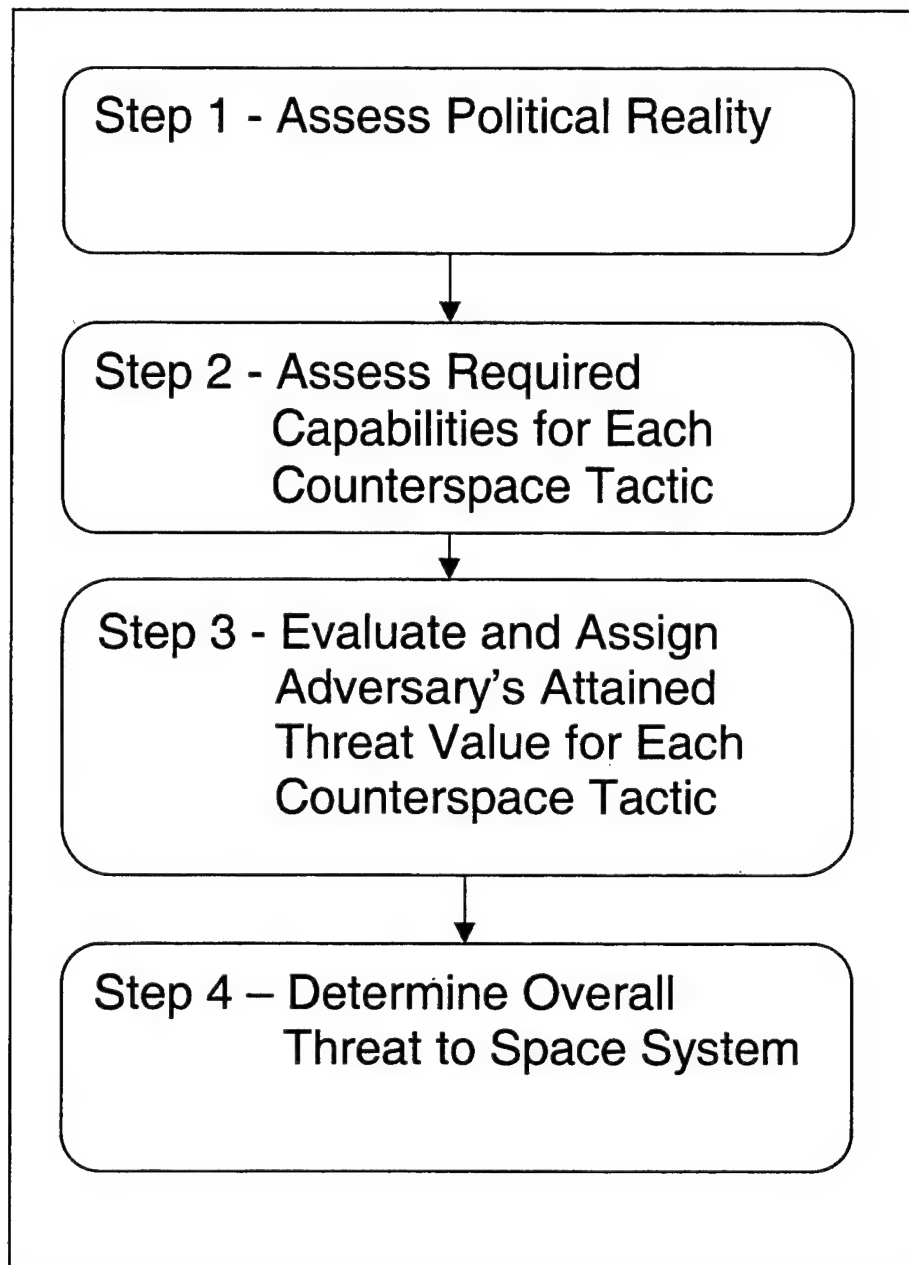 Step 1 - Assess Political Reality
Step 2 - Assess Required
Capabilities for Each
Counterspace Tactic
Step 3 - Evaluate and Assign
Adversary's Attained
Threat Value for Each
Counterspace Tactic
Step 4 – Determine Overall
Threat to Space System